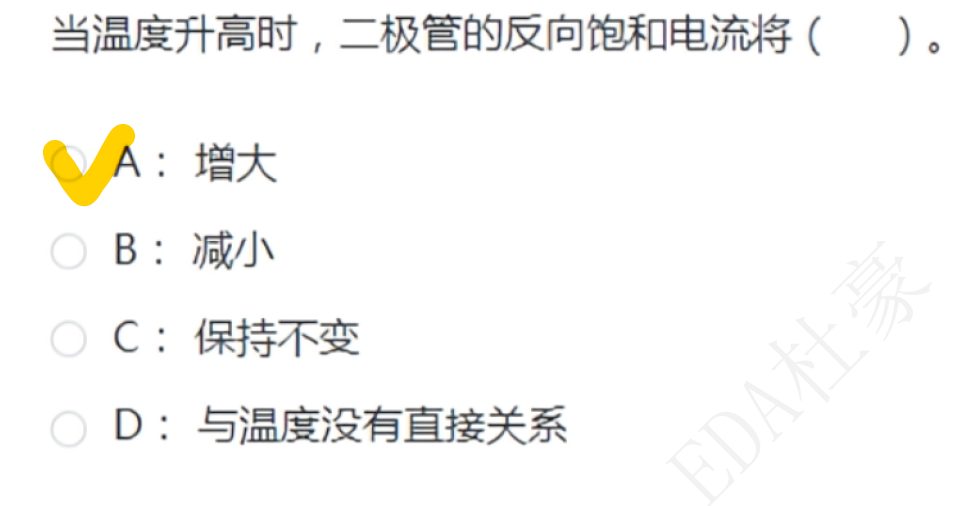 当温度升高时，二极管的反向饱和电流将（　　）。
A： 增大
B： 减小
C： 保持不变
D： 与温度没有直接关系
EDA杜豪